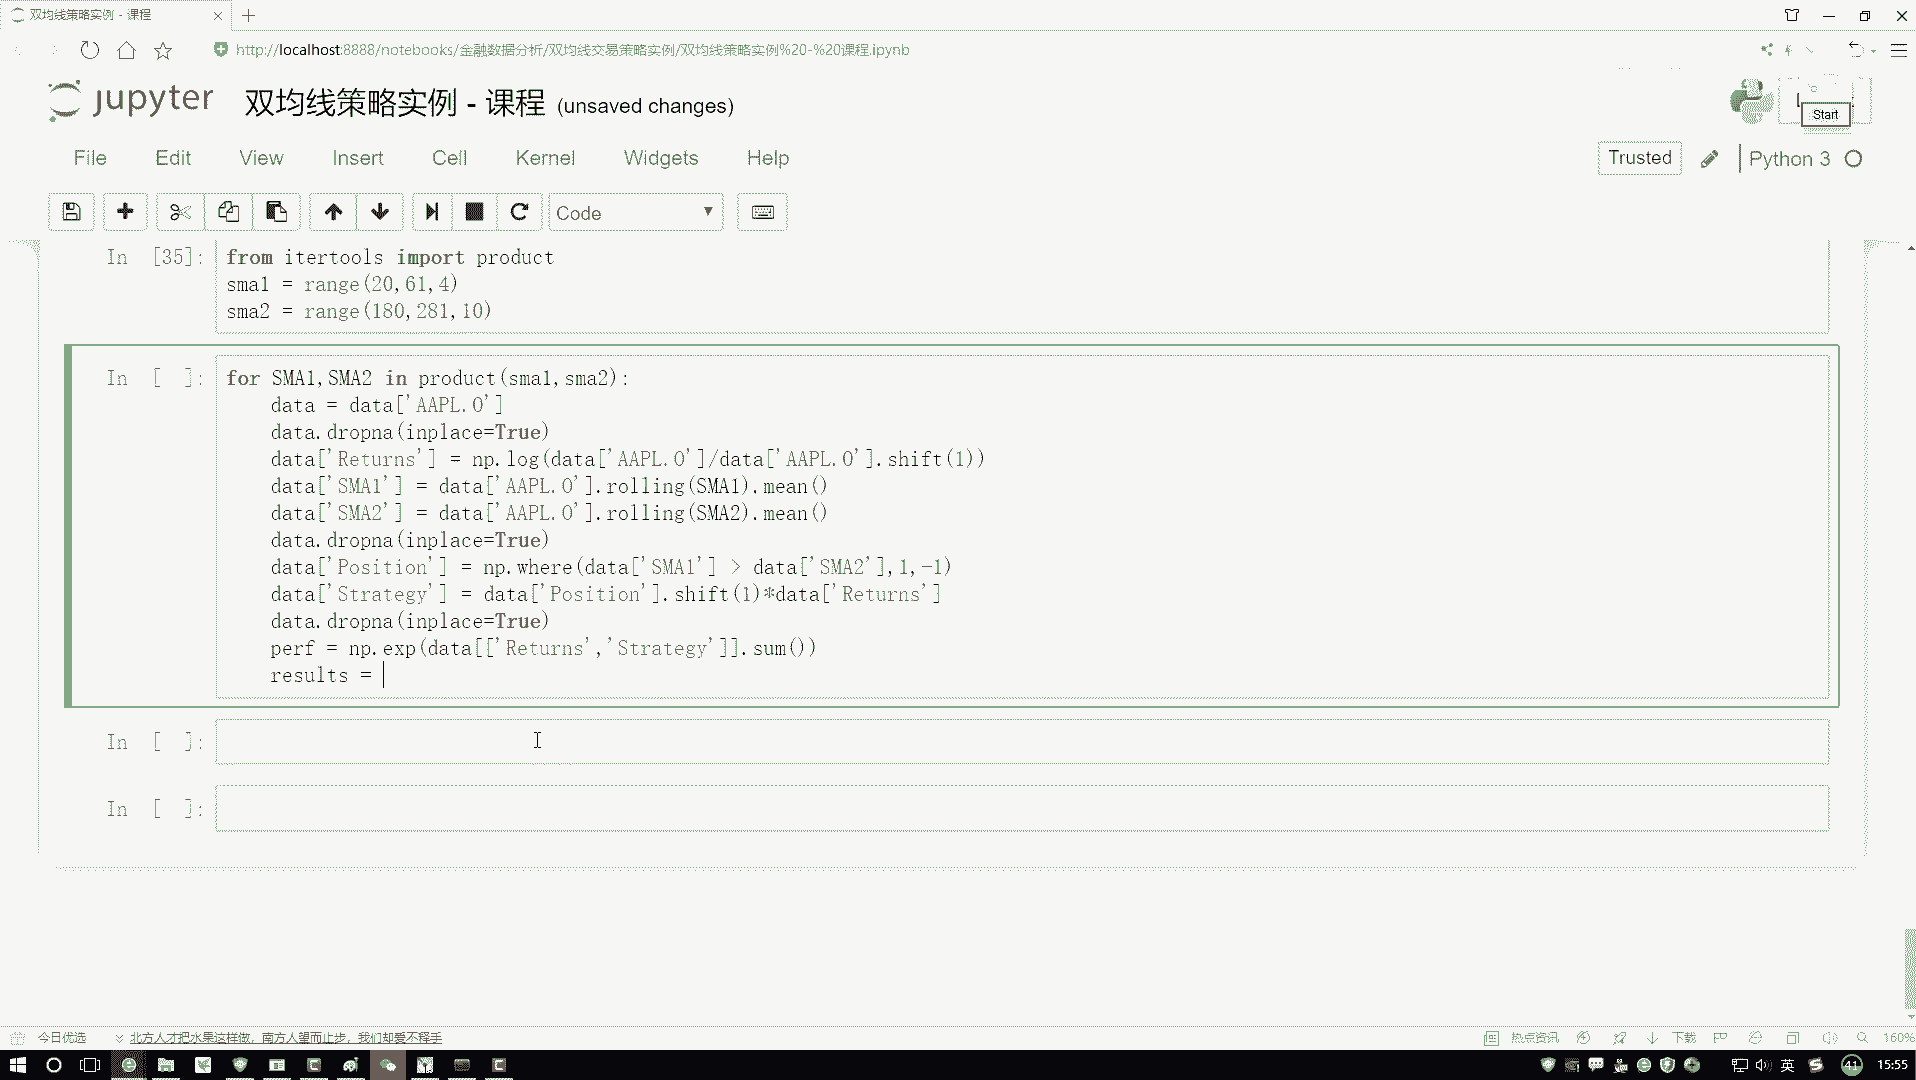 双均线策略实例 - 课程
http://localhost:8888/notebooks/金融数据分析/双均线交易策略实例/双均线策略实例%20-%20课程.ipynb
jupyter 双均线策略实例 - 课程 (unsaved changes)
Start
File Edit View Insert Cell Kernel Widgets Help
Trusted Python 3
Code
In [35]: from itertools import product
sma1 = range(20,61,4)
sma2 = range(180,281,10)
In [ ]: for SMA1,SMA2 in product(sma1,sma2):
data = data['AAPL.O']
data.dropna(inplace=True)
data['Returns'] = np.log(data['AAPL.O']/data['AAPL.O'].shift(1))
data['SMA1'] = data['AAPL.O'].rolling(SMA1).mean()
data['SMA2'] = data['AAPL.O'].rolling(SMA2).mean()
data.dropna(inplace=True)
data['Position'] = np.where(data['SMA1'] > data['SMA2'],1,-1)
data['Strategy'] = data['Position'].shift(1)*data['Returns']
data.dropna(inplace=True)
perf = np.exp(data[['Returns','Strategy']].sum())
results =
In [ ]:
In [ ]:
今日优选 北方人才把水果这样做，南方人望而止步，我们却爱不释手 热点资讯 下载 160%
英 41 15:55